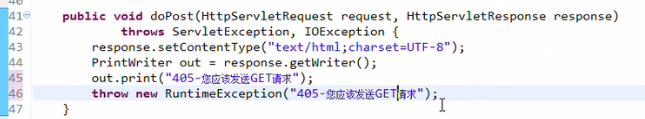 41 public void doPost(HttpServletRequest request, HttpServletResponse response)
42 throws ServletException, IOException {
43 response.setContentType("text/html;charset=UTF-8");
44 PrintWriter out = response.getWriter();
45 out.print("405-您应该发送GET请求");
46 throw new RuntimeException("405-您应该发送GET请求");
47 }